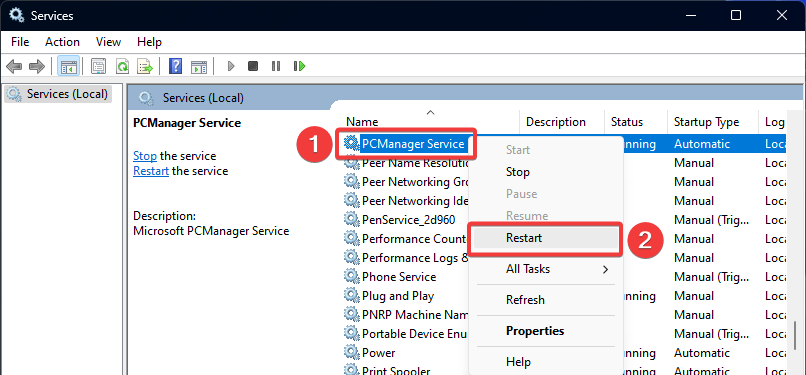 Services
File Action View Help
Services (Local)
Services (Local)
PCManager Service
Stop the service
Restart the service
Description:
Microsoft PCManager Service
Name Description Status Startup Type Log
1
PCManager Service Automatic Loca
Peer Name Resolutio Manual Loca
Peer Networking Gro Manual Loca
Peer Networking Ide Manual Loca
PenService_2d960 Manual (Trig... Loca
Performance Count Manual Loca
Performance Logs & Manual Loca
Phone Service Manual (Trig... Loca
Plug and Play nning Manual Loca
PNRP Machine Nam Manual Loca
Portable Device Enu Manual (Trig... Loca
Power nning Automatic Loca
Print Spooler nning Automatic Loca
Start
Stop
Pause
Resume
Restart
2
All Tasks
Refresh
Properties
Help